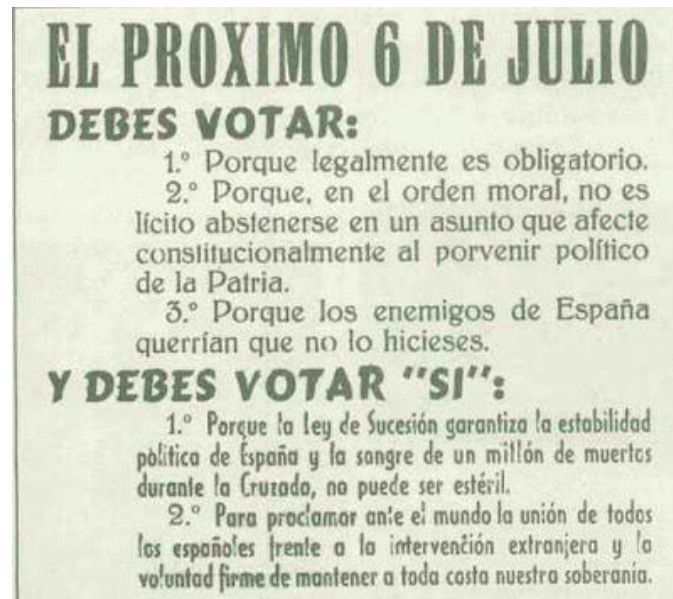 EL PROXIMO 6 DE JULIO
DEBES VOTAR:
1.º Porque legalmente es obligatorio.
2.º Porque, en el orden moral, no es
lícito abstenerse en un asunto que afecte
constitucionalmente al porvenir político
de la Patria.
3.º Porque los enemigos de España
querrían que no lo hicieses.
Y DEBES VOTAR "SI":
1.º Porque la Ley de Sucesión garantiza la estabilidad
política de España y la sangre de un millón de muertos
durante la Cruzada, no puede ser estéril.
2.º Para proclamar ante el mundo la unión de todos
los españoles frente a la intervención extranjera y la
voluntad firme de mantener a toda costa nuestra soberanía.